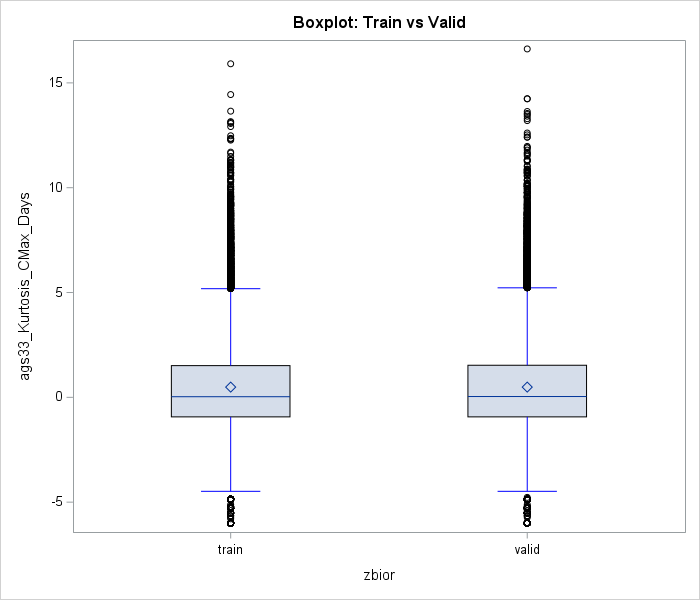 Boxplot: Train vs Valid
15
10
5
0
-5
ags33_Kurtosis_CMax_Days
train
valid
zbior